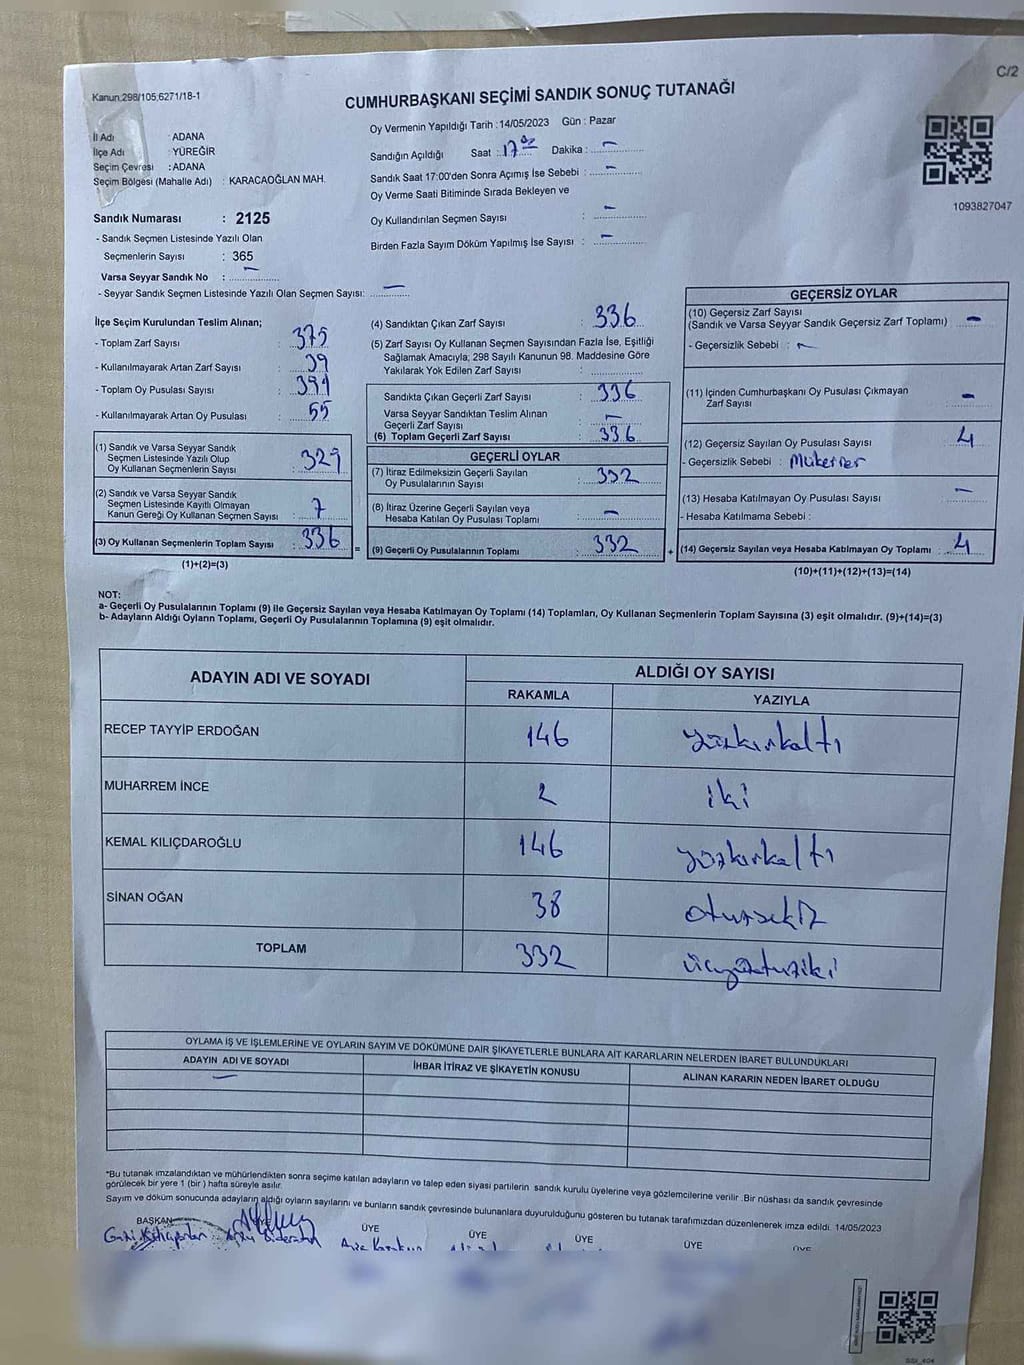 C/2
Kanun:298/105;6271/18-1
CUMHURBAŞKANI SEÇİMİ SANDIK SONUÇ TUTANAĞI
İl Adı : ADANA
İlçe Adı : YÜREĞİR
Seçim Çevresi : ADANA
Seçim Bölgesi (Mahalle Adı) : KARACAOĞLAN MAH.
Sandık Numarası : 2125
- Sandık Seçmen Listesinde Yazılı Olan
Seçmenlerin Sayısı : 365
Varsa Seyyar Sandık No : –
- Seyyar Sandık Seçmen Listesinde Yazılı Olan Seçmen Sayısı: –
Oy Vermenin Yapıldığı Tarih : 14/05/2023 Gün : Pazar
Sandığın Açıldığı Saat : 17 Dakika : –
Sandık Saat 17:00'den Sonra Açımış İse Sebebi : –
Oy Verme Saati Bitiminde Sırada Bekleyen ve
Oy Kullandırılan Seçmen Sayısı : –
Birden Fazla Sayım Döküm Yapılmış İse Sayısı : –
1093827047
İlçe Seçim Kurulundan Teslim Alınan;
- Toplam Zarf Sayısı : 375
- Kullanılmayarak Artan Zarf Sayısı : 39
- Toplam Oy Pusulası Sayısı : 391
- Kullanılmayarak Artan Oy Pusulası : 55
(1) Sandık ve Varsa Seyyar Sandık
Seçmen Listesinde Yazılı Olup
Oy Kullanan Seçmenlerin Sayısı : 329
(2) Sandık ve Varsa Seyyar Sandık
Seçmen Listesinde Kayıtlı Olmayan
Kanun Gereği Oy Kullanan Seçmen Sayısı : 7
(3) Oy Kullanan Seçmenlerin Toplam Sayısı : 336
(1)+(2)=(3)
(4) Sandıktan Çıkan Zarf Sayısı : 336
(5) Zarf Sayısı Oy Kullanan Seçmen Sayısından Fazla İse, Eşitliği
Sağlamak Amacıyla; 298 Sayılı Kanunun 98. Maddesine Göre
Yakılarak Yok Edilen Zarf Sayısı :
Sandıkta Çıkan Geçerli Zarf Sayısı : 336
Varsa Seyyar Sandıktan Teslim Alınan
Geçerli Zarf Sayısı : –
(6) Toplam Geçerli Zarf Sayısı : 336
GEÇERLİ OYLAR
(7) İtiraz Edilmeksizin Geçerli Sayılan
Oy Pusulalarının Sayısı : 332
(8) İtiraz Üzerine Geçerli Sayılan veya
Hesaba Katılan Oy Pusulası Toplamı : –
= (9) Geçerli Oy Pusulalarının Toplamı : 332
GEÇERSİZ OYLAR
(10) Geçersiz Zarf Sayısı
(Sandık ve Varsa Seyyar Sandık Geçersiz Zarf Toplamı) : –
- Geçersizlik Sebebi : –
(11) İçinden Cumhurbaşkanı Oy Pusulası Çıkmayan
Zarf Sayısı : –
(12) Geçersiz Sayılan Oy Pusulası Sayısı : 4
- Geçersizlik Sebebi : Mükerrer
(13) Hesaba Katılmayan Oy Pusulası Sayısı : –
- Hesaba Katılmama Sebebi :
+ (14) Geçersiz Sayılan veya Hesaba Katılmayan Oy Toplamı : 4
(10)+(11)+(12)+(13)=(14)
NOT:
a- Geçerli Oy Pusulalarının Toplamı (9) ile Geçersiz Sayılan veya Hesaba Katılmayan Oy Toplamı (14) Toplamları, Oy Kullanan Seçmenlerin Toplam Sayısına (3) eşit olmalıdır. (9)+(14)=(3)
b- Adayların Aldığı Oyların Toplamı, Geçerli Oy Pusulalarının Toplamına (9) eşit olmalıdır.
ADAYIN ADI VE SOYADI ALDIĞI OY SAYISI
RAKAMLA YAZIYLA
RECEP TAYYİP ERDOĞAN 146 yüzkırkaltı
MUHARREM İNCE 2 iki
KEMAL KILIÇDAROĞLU 146 yüzkırkaltı
SİNAN OĞAN 38 otuzsekiz
TOPLAM 332 üçyüzotuziki
OYLAMA İŞ VE İŞLEMLERİNE VE OYLARIN SAYIM VE DÖKÜMÜNE DAİR ŞİKAYETLERLE BUNLARA AİT KARARLARIN NELERDEN İBARET BULUNDUKLARI
ADAYIN ADI VE SOYADI İHBAR İTİRAZ VE ŞİKAYETİN KONUSU ALINAN KARARIN NEDEN İBARET OLDUĞU
–
*Bu tutanak imzalandıktan ve mühürlendikten sonra seçime katılan adayların ve talep eden siyasi partilerin sandık kurulu üyelerine veya gözlemcilerine verilir .Bir nüshası da sandık çevresinde
görülecek bir yere 1 (bir ) hafta süreyle asılır.
Sayım ve döküm sonucunda adayların aldığı oyların sayılarını ve bunların sandık çevresinde bulunanlara duyurulduğunu gösteren bu tutanak tarafımızdan düzenlenerek imza edildi. 14/05/2023
BAŞKAN ÜYE ÜYE ÜYE ÜYE ÜYE